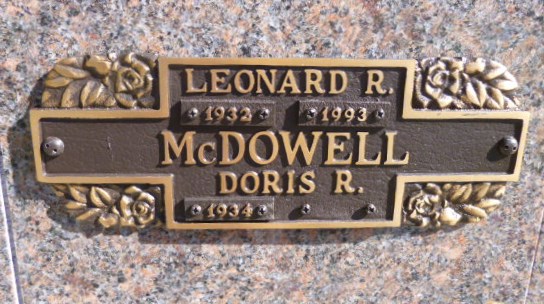 LEONARD R.
1932 1993
McDOWELL
DORIS R.
1934